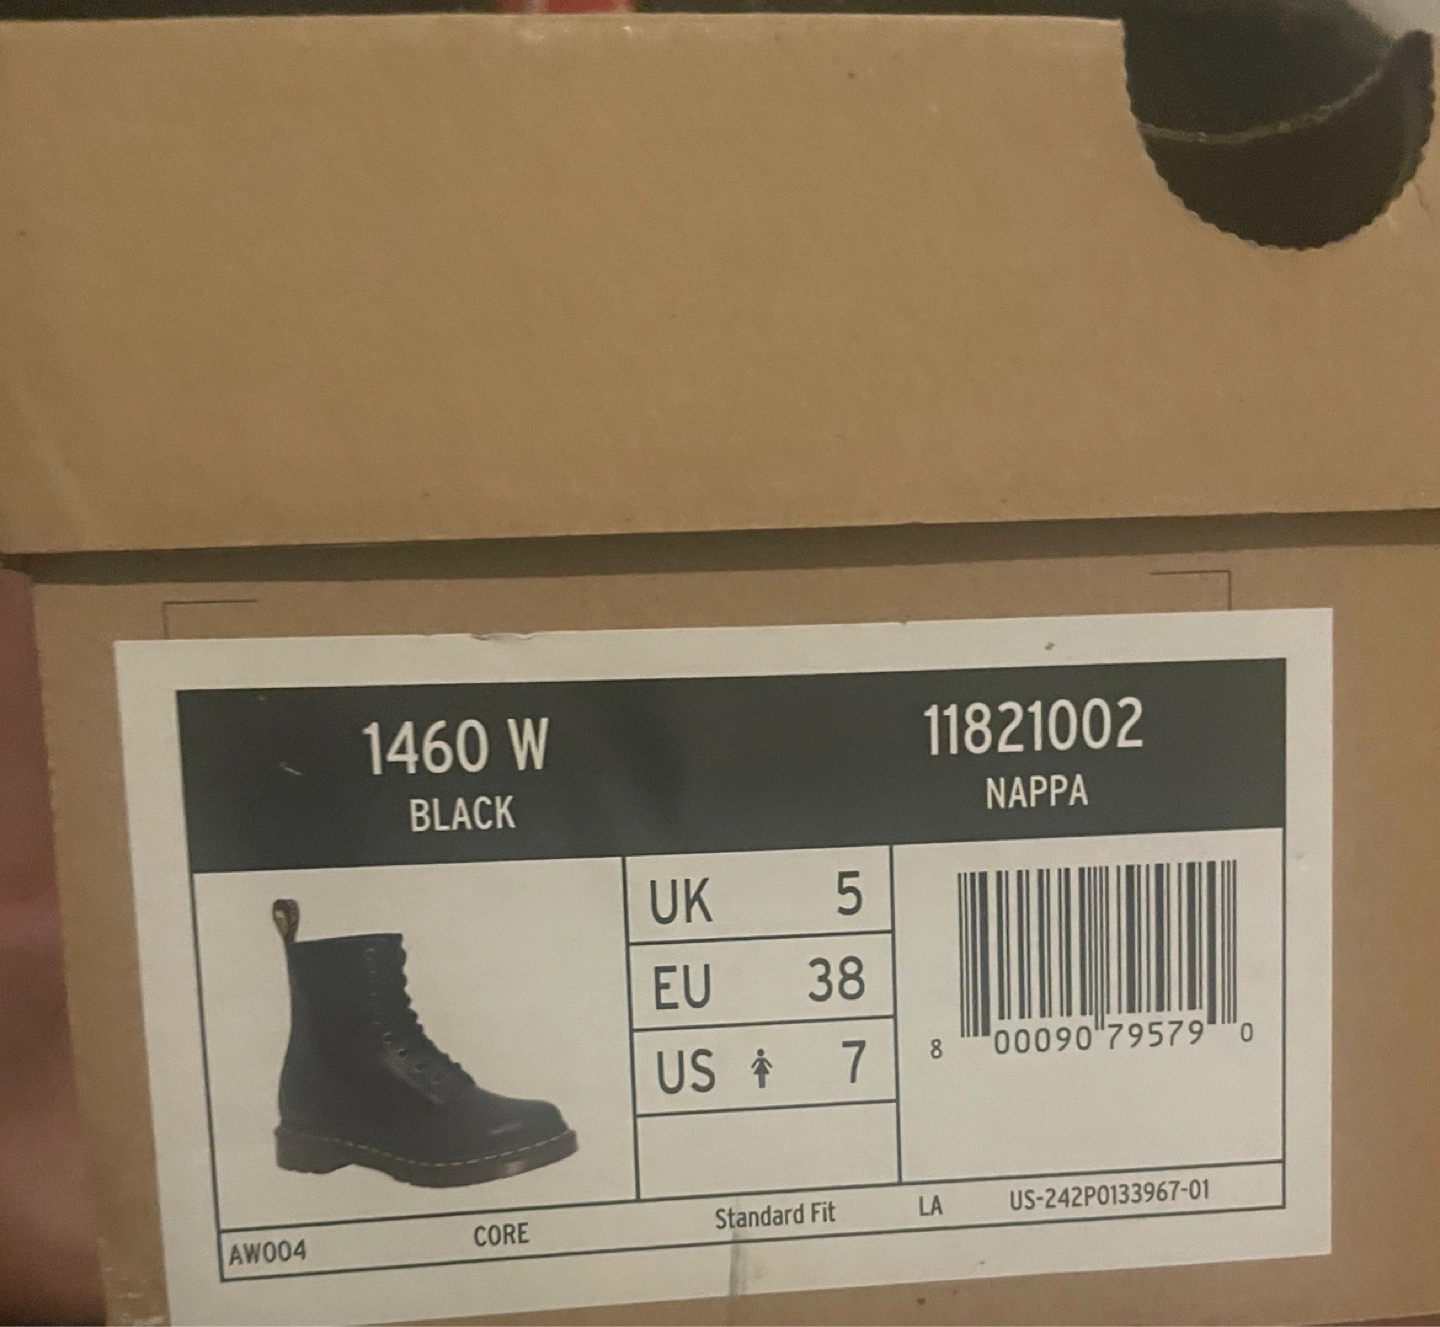 1460 W
BLACK
11821002
NAPPA
UK 5
EU 38
US 7
8 00090 79579 0
AW004 CORE Standard Fit LA US-242P0133967-01